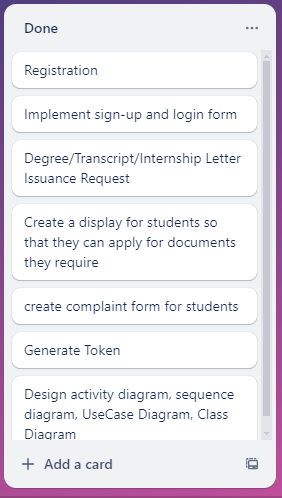 Done
Registration
Implement sign-up and login form
Degree/Transcript/Internship Letter
Issuance Request
Create a display for students so
that they can apply for documents
they require
create complaint form for students
Generate Token
Design activity diagram, sequence
diagram, UseCase Diagram, Class
Diagram
Add a card